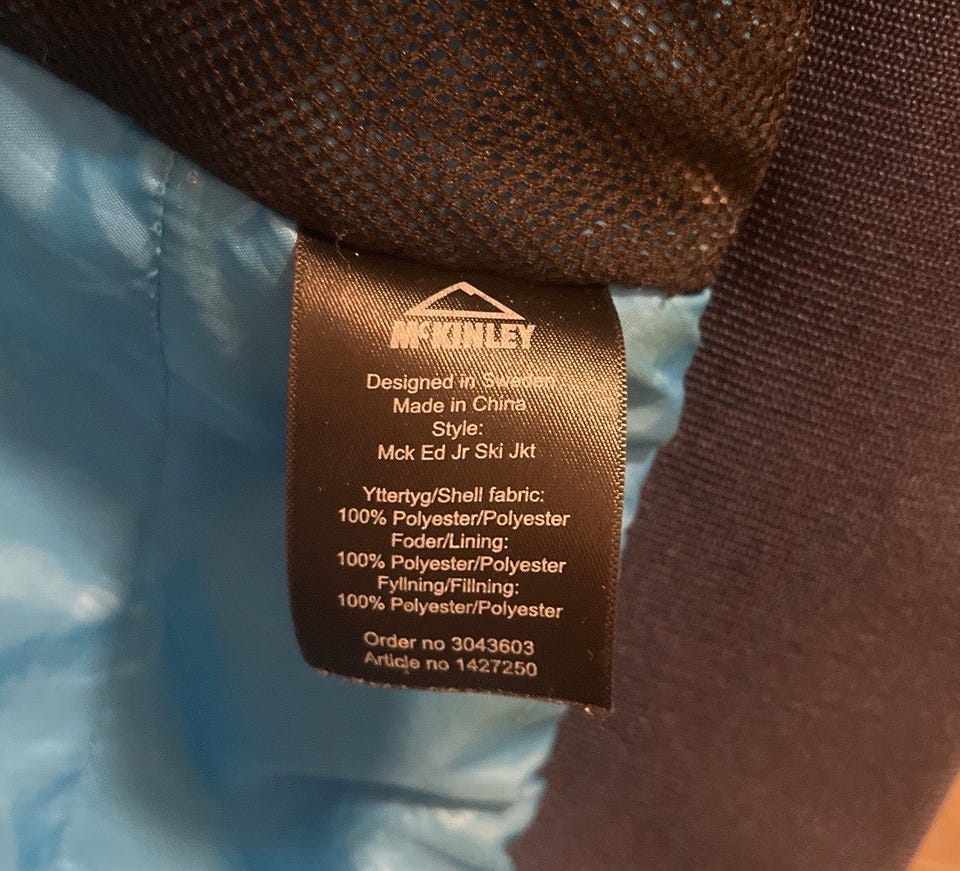 McKINLEY
Designed in Sweden
Made in China
Style:
Mck Ed Jr Ski Jkt
Yttertyg/Shell fabric:
100% Polyester/Polyester
Foder/Lining:
100% Polyester/Polyester
Fyllning/Fillning:
100% Polyester/Polyester
Order no 3043603
Article no 1427250